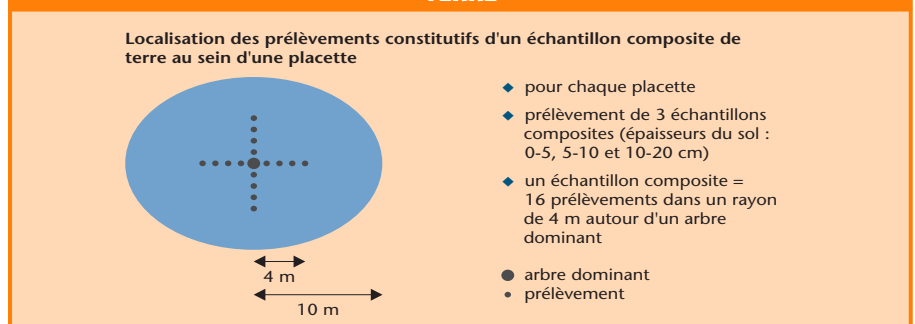 Localisation des prélèvements constitutifs d'un échantillon composite de
terre au sein d'une placette
◆ pour chaque placette
◆ prélèvement de 3 échantillons
composites (épaisseurs du sol :
0-5, 5-10 et 10-20 cm)
◆ un échantillon composite =
16 prélèvements dans un rayon
de 4 m autour d'un arbre
dominant
arbre dominant
prélèvement
4 m
10 m